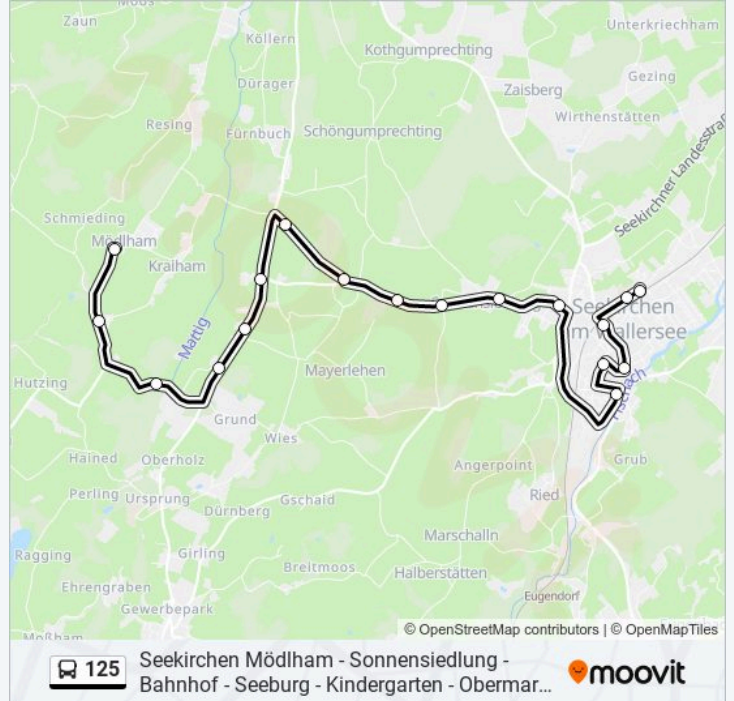 Zaun
Köllern
Unterkriechham
Kothgumprechting
Gezing
Dürager
Zaisberg
Wirthenstätten
Resing
Fürnbuch
Schöngumprechting
Seekirchner Landesstraß
Schmieding
Mödlham
Kraiham
Seekirchen
am Wallersee
Mattig
Mayerlehen
Hutzing
Fischach
Grund
Wies
Hained
Oberholz
Angerpoint
Grub
Perling
Ursprung
Gschaid
Ried
Dürnberg
Marschalln
Ragging
Girling
Breitmoos
Halberstätten
Ehrengraben
Eugendorf
Gewerbepark
Moßham
© OpenStreetMap contributors | © OpenMapTiles
125
Seekirchen Mödlham - Sonnensiedlung -
Bahnhof - Seeburg - Kindergarten - Obermar...
moovit